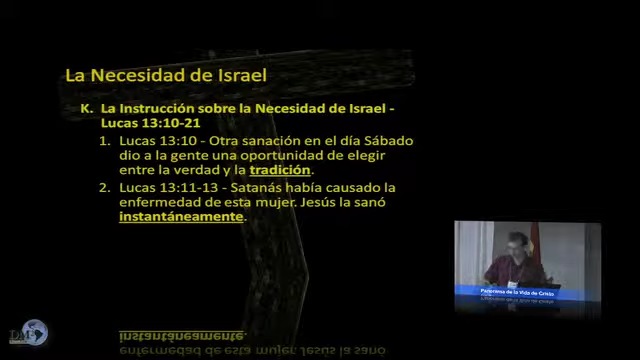 La Necesidad de Israel
K. La Instrucción sobre la Necesidad de Israel -
Lucas 13:10-21
1. Lucas 13:10 - Otra sanación en el día Sábado
dio a la gente una oportunidad de elegir
entre la verdad y la tradición.
2. Lucas 13:11-13 - Satanás había causado la
enfermedad de esta mujer. Jesús la sanó
instantáneamente.
Panorama de la Vida de Cristo